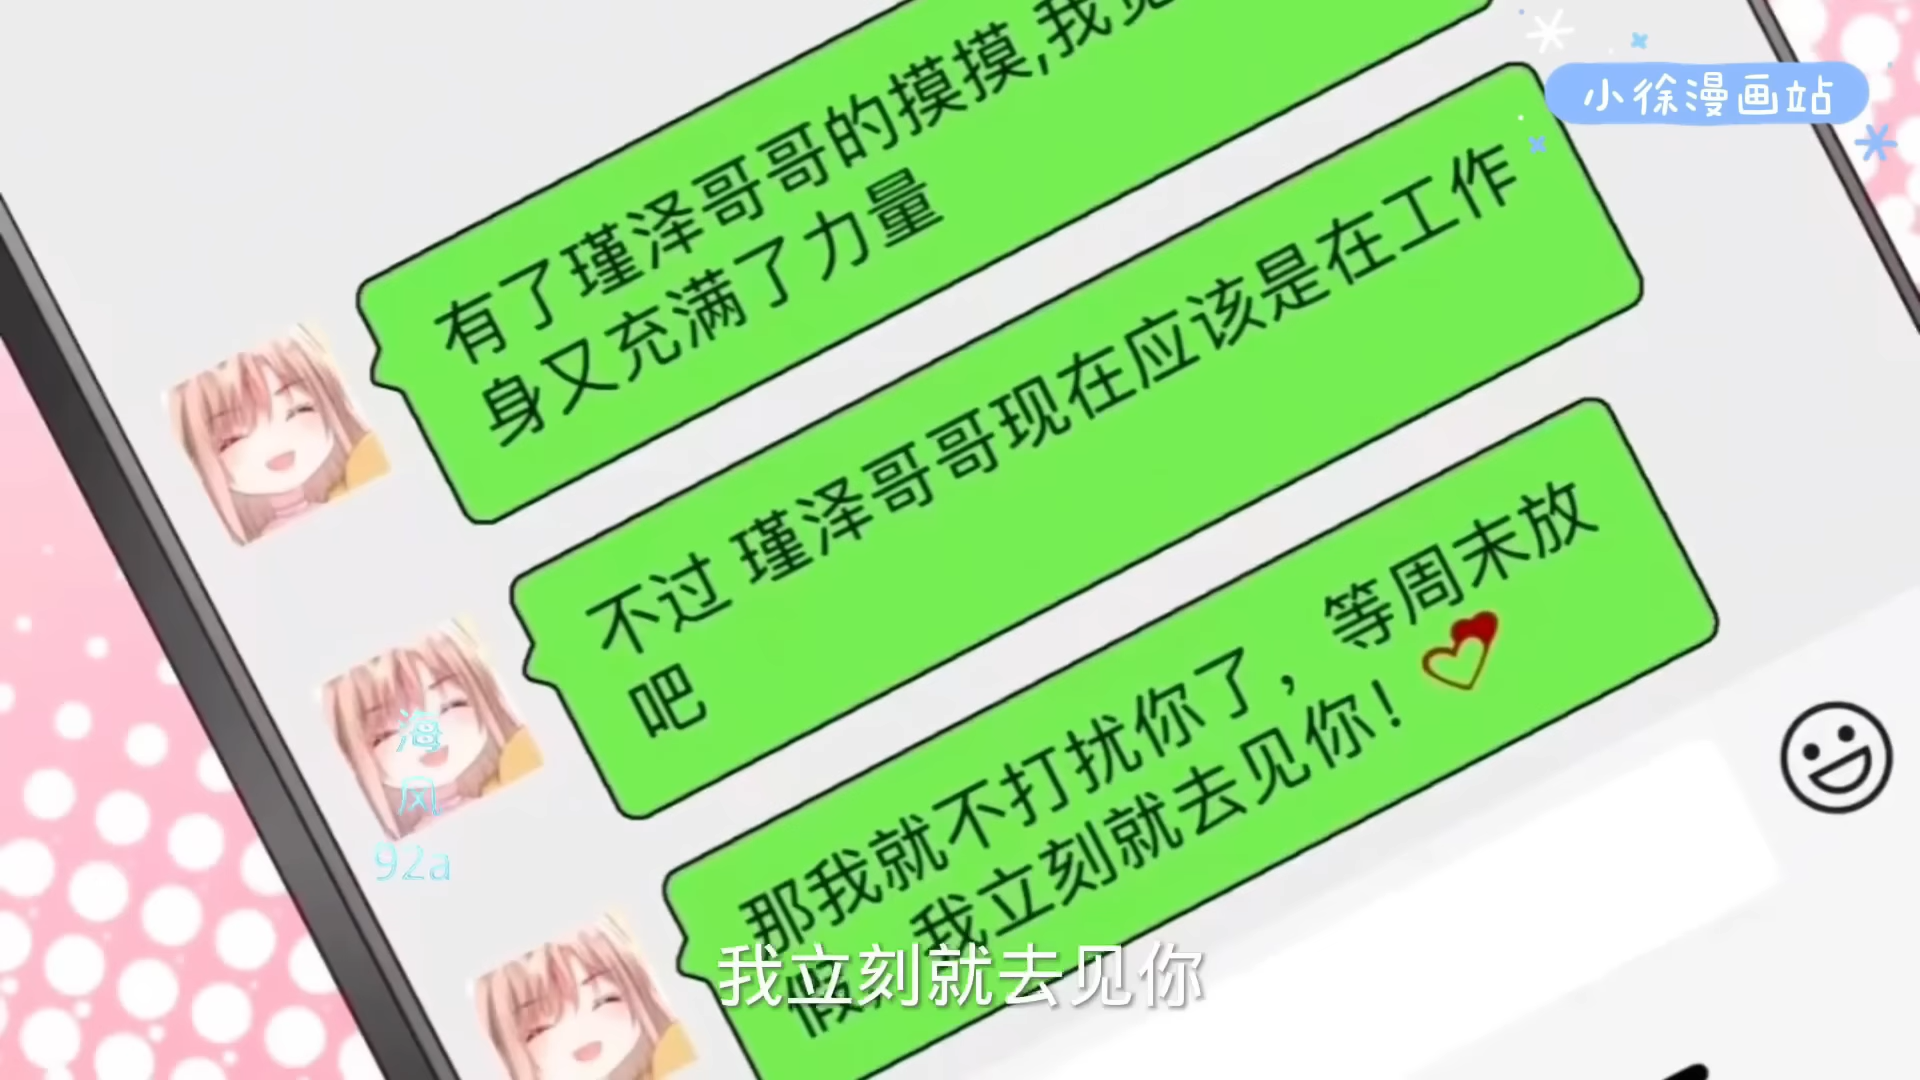 小徐漫画站
有了瑾泽哥哥的摸摸,我
身又充满了力量
不过 瑾泽哥哥现在应该是在工作
吧
那我就不打扰你了，等周末放
假，我立刻就去见你！
海
风
92a
我立刻就去见你